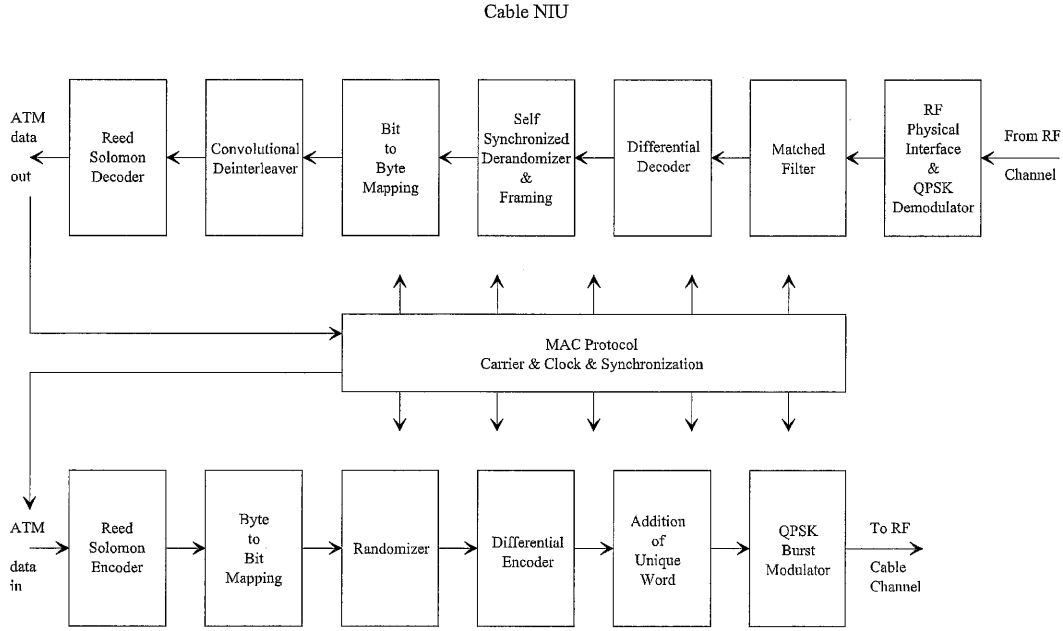 Cable NIU
ATM
data
out
Reed
Solomon
Decoder
Convolutional
Deinterleaver
Bit
to
Byte
Mapping
Self
Synchronized
Derandomizer
&
Framing
Differential
Decoder
Matched
Filter
RF
Physical
Interface
&
QPSK
Demodulator
From RF
Channel
MAC Protocol
Carrier & Clock & Synchronization
ATM
data
in
Reed
Solomon
Encoder
Byte
to
Bit
Mapping
Randomizer
Differential
Encoder
Addition
of
Unique
Word
QPSK
Burst
Modulator
To RF
Cable
Channel